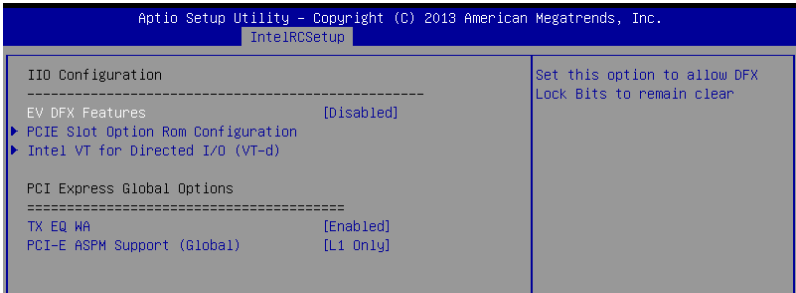 Aptio Setup Utility – Copyright (C) 2013 American Megatrends, Inc.
IntelRCSetup
IIO Configuration
--------------------------------------------------
EV DFX Features [Disabled]
PCIE Slot Option Rom Configuration
Intel VT for Directed I/O (VT-d)
PCI Express Global Options
========================================
TX EQ WA [Enabled]
PCI-E ASPM Support (Global) [L1 Only]
Set this option to allow DFX
Lock Bits to remain clear